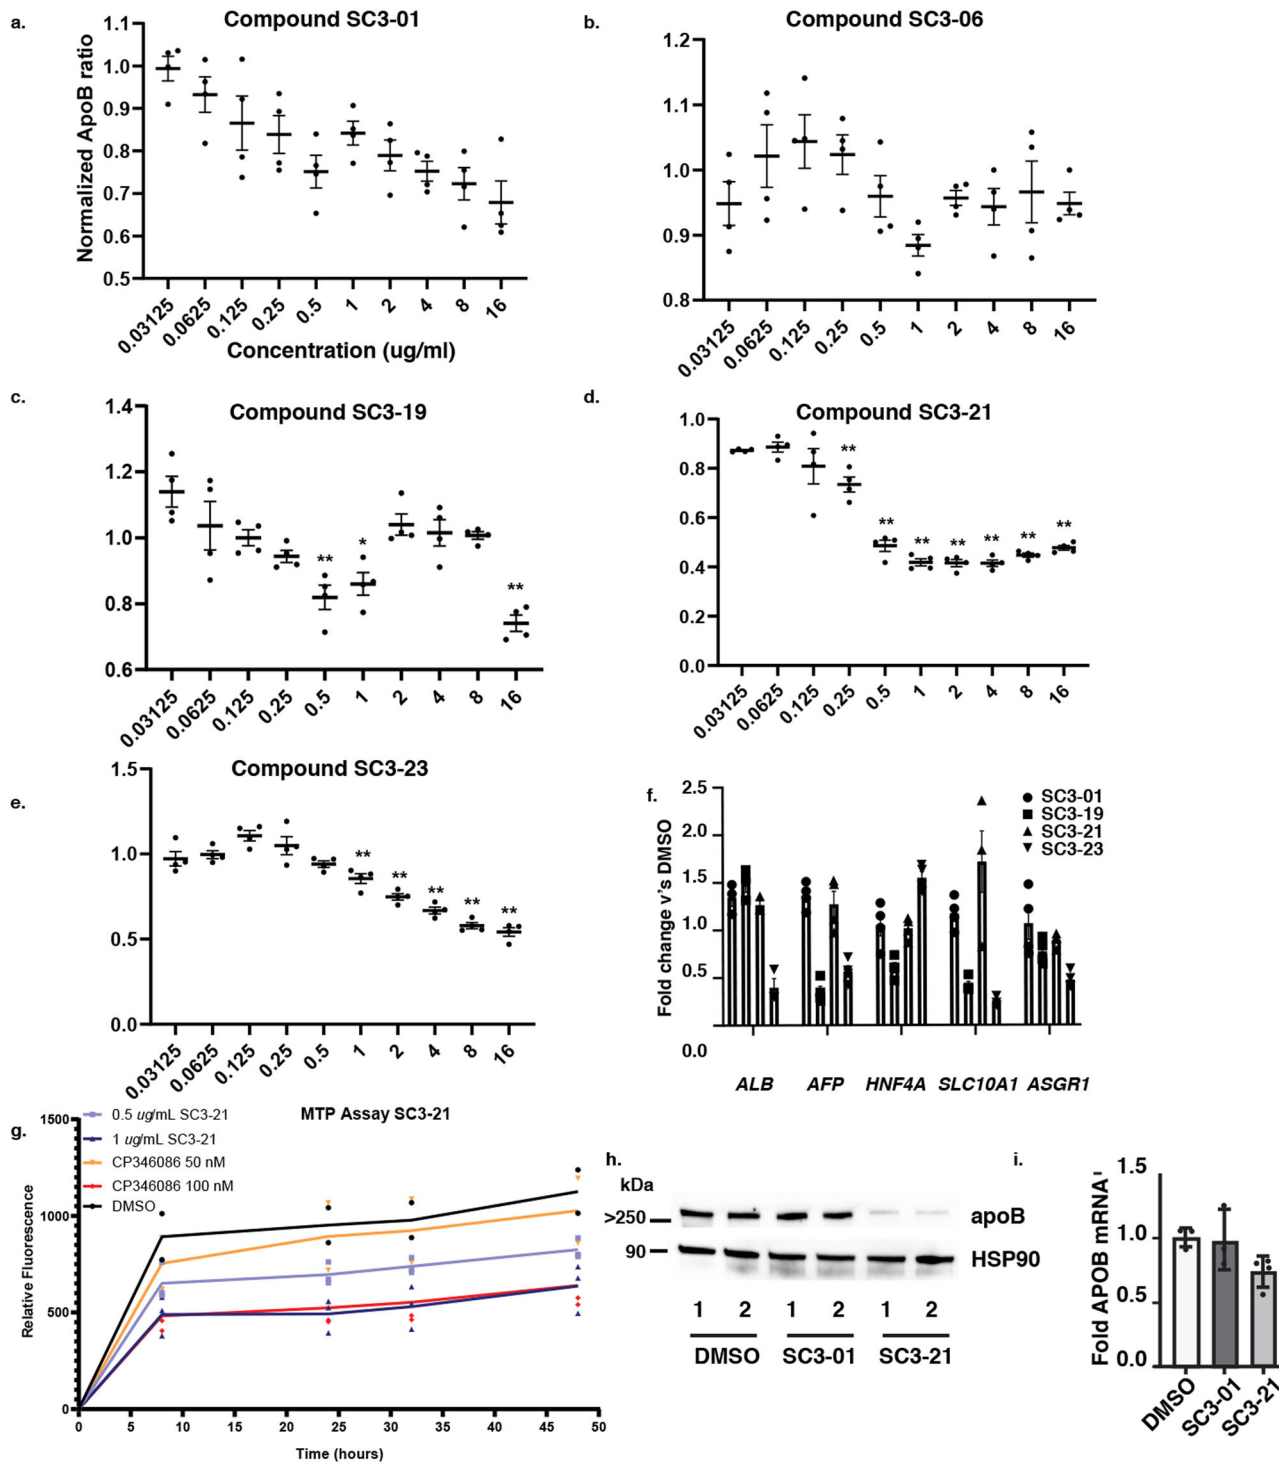 a.
Compound SC3-01
1.1
1.0
0.9
0.8
0.7
0.6
0.5
Normalized ApoB ratio
0.03125
0.0625
0.125
0.25
0.5
1
2
4
8
16
Concentration (ug/ml)
b.
Compound SC3-06
1.2
1.1
1.0
0.9
0.8
0.03125
0.0625
0.125
0.25
0.5
1
2
4
8
16
c.
Compound SC3-19
1.4
1.2
1.0
0.8
0.6
**
*
**
0.03125
0.0625
0.125
0.25
0.5
1
2
4
8
16
d.
Compound SC3-21
1.0
0.8
0.6
0.4
0.2
0.0
**
**
**
**
**
**
**
0.03125
0.0625
0.125
0.25
0.5
1
2
4
8
16
e.
Compound SC3-23
1.5
1.0
0.5
0.0
**
**
**
**
**
0.03125
0.0625
0.125
0.25
0.5
1
2
4
8
16
f.
2.5
2.0
1.5
1.0
0.5
0.0
Fold change v's DMSO
SC3-01
SC3-19
SC3-21
SC3-23
ALB AFP HNF4A SLC10A1 ASGR1
g.
MTP Assay SC3-21
0.5 ug/mL SC3-21
1 ug/mL SC3-21
CP346086 50 nM
CP346086 100 nM
DMSO
1500
1000
500
0
Relative Fluorescence
0 5 10 15 20 25 30 35 40 45 50
Time (hours)
h.
kDa
>250
90
apoB
HSP90
1 2 1 2 1 2
DMSO SC3-01 SC3-21
i.
1.5
1.0
0.5
0.0
Fold APOB mRNA
DMSO
SC3-01
SC3-21